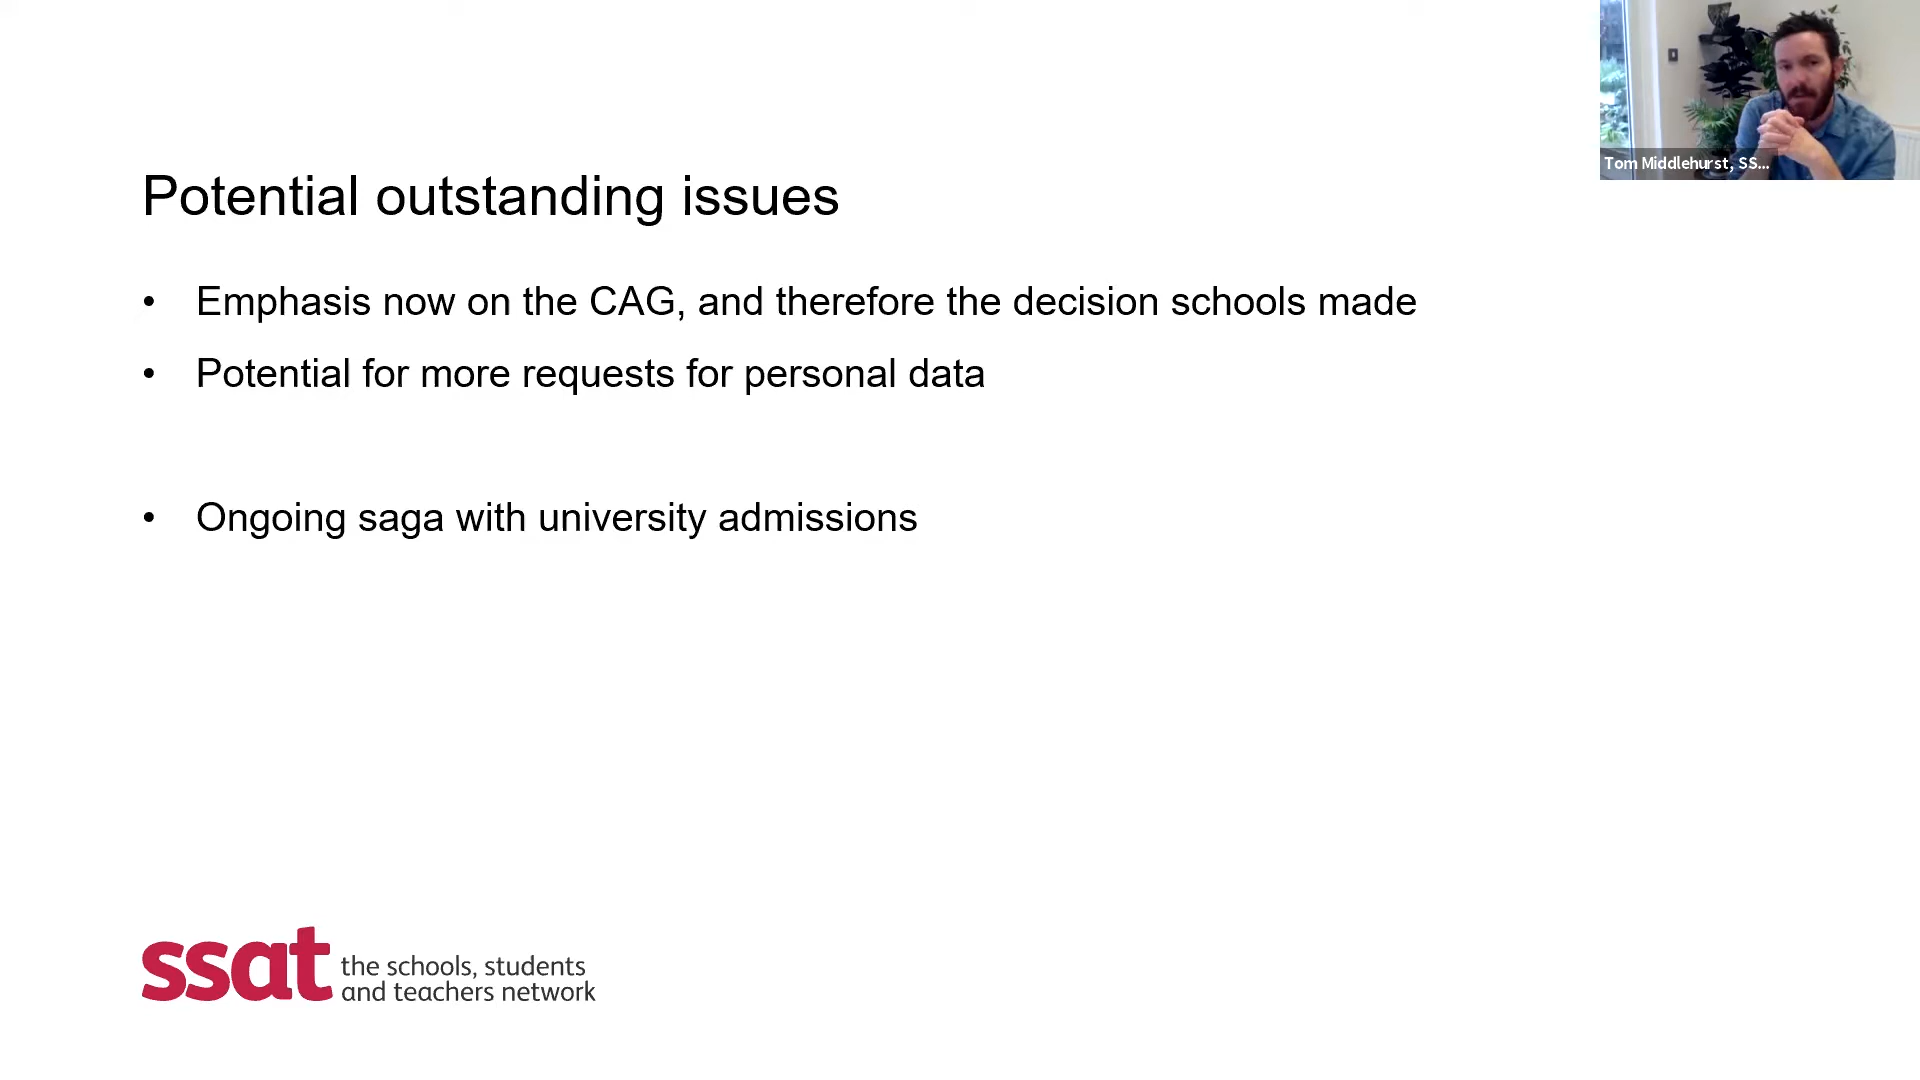 Tom Middlehurst, SS...
Potential outstanding issues
• Emphasis now on the CAG, and therefore the decision schools made
• Potential for more requests for personal data
• Ongoing saga with university admissions
ssat the schools, students
and teachers network